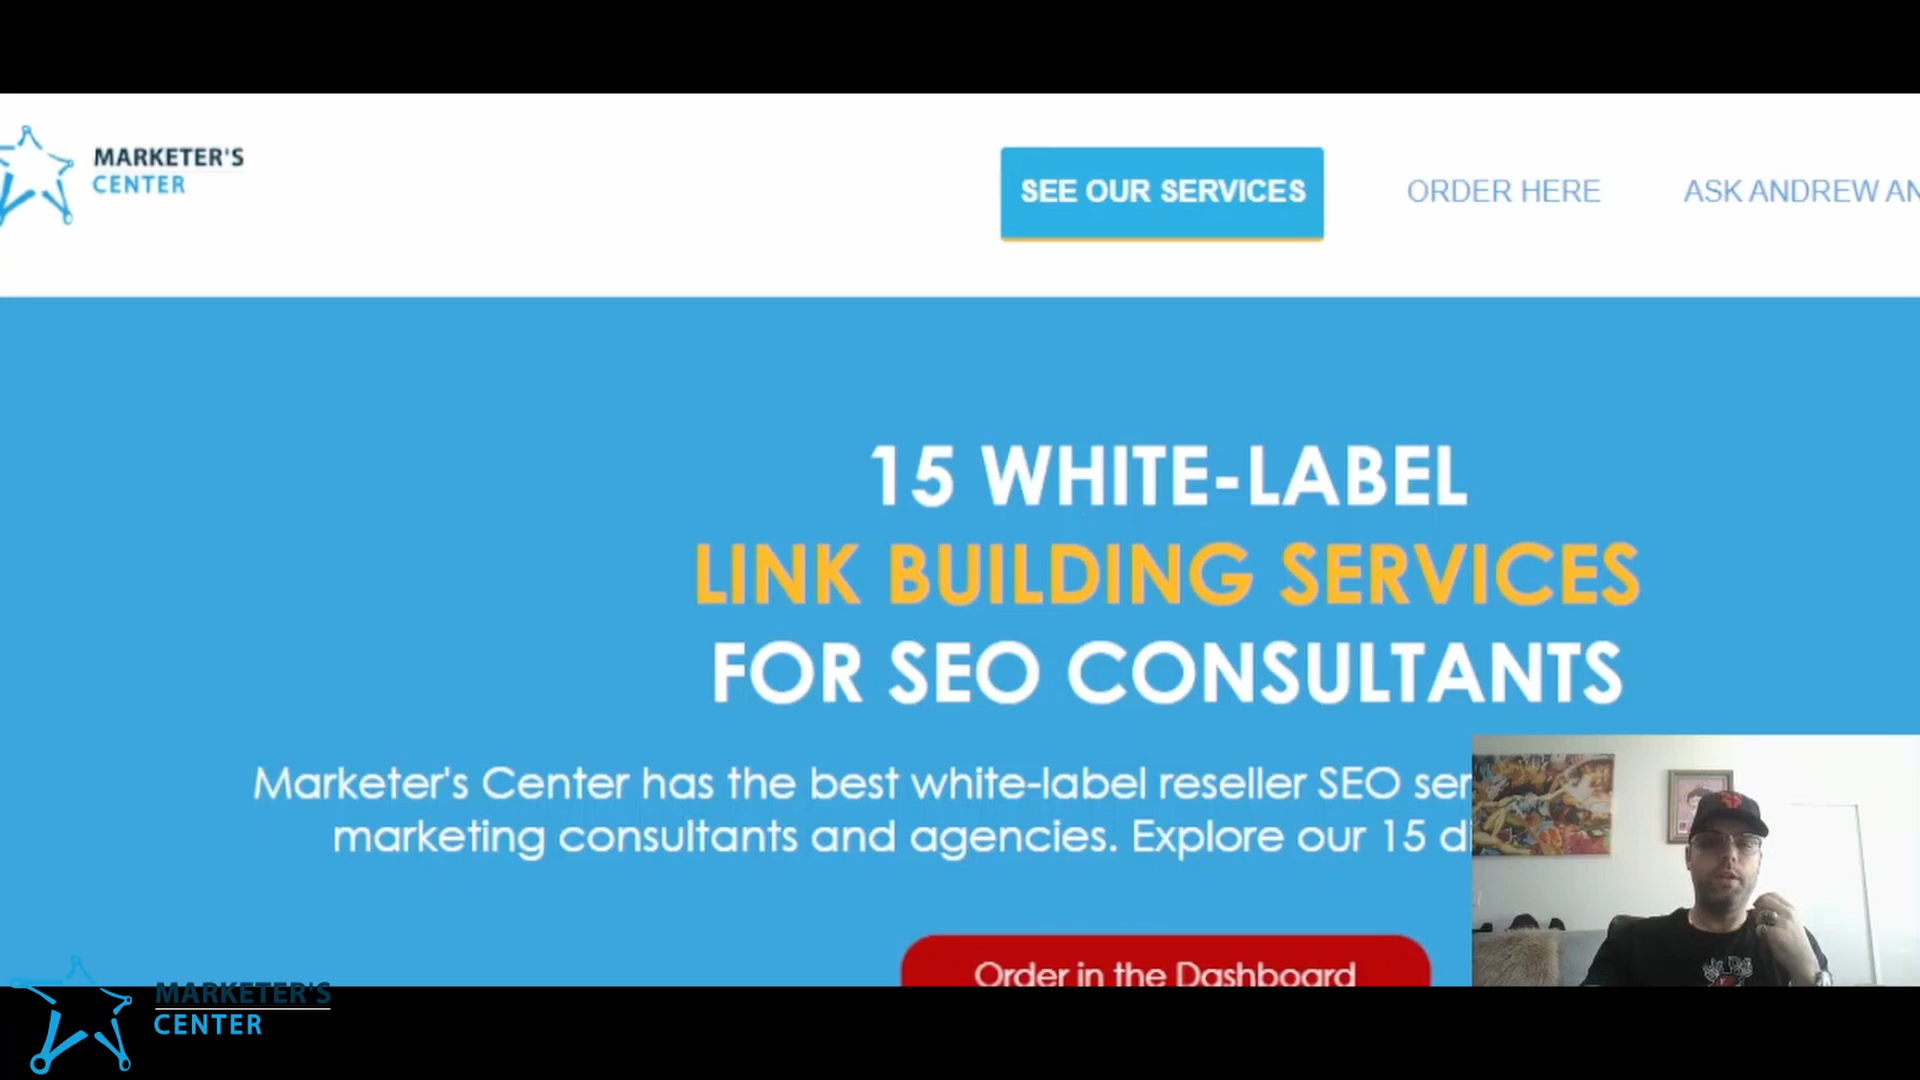 MARKETER'S
CENTER
SEE OUR SERVICES
ORDER HERE
ASK ANDREW AN
15 WHITE-LABEL
LINK BUILDING SERVICES
FOR SEO CONSULTANTS
Marketer's Center has the best white-label reseller SEO ser
marketing consultants and agencies. Explore our 15 d
Order in the Dashboard
MARKETER'S
CENTER